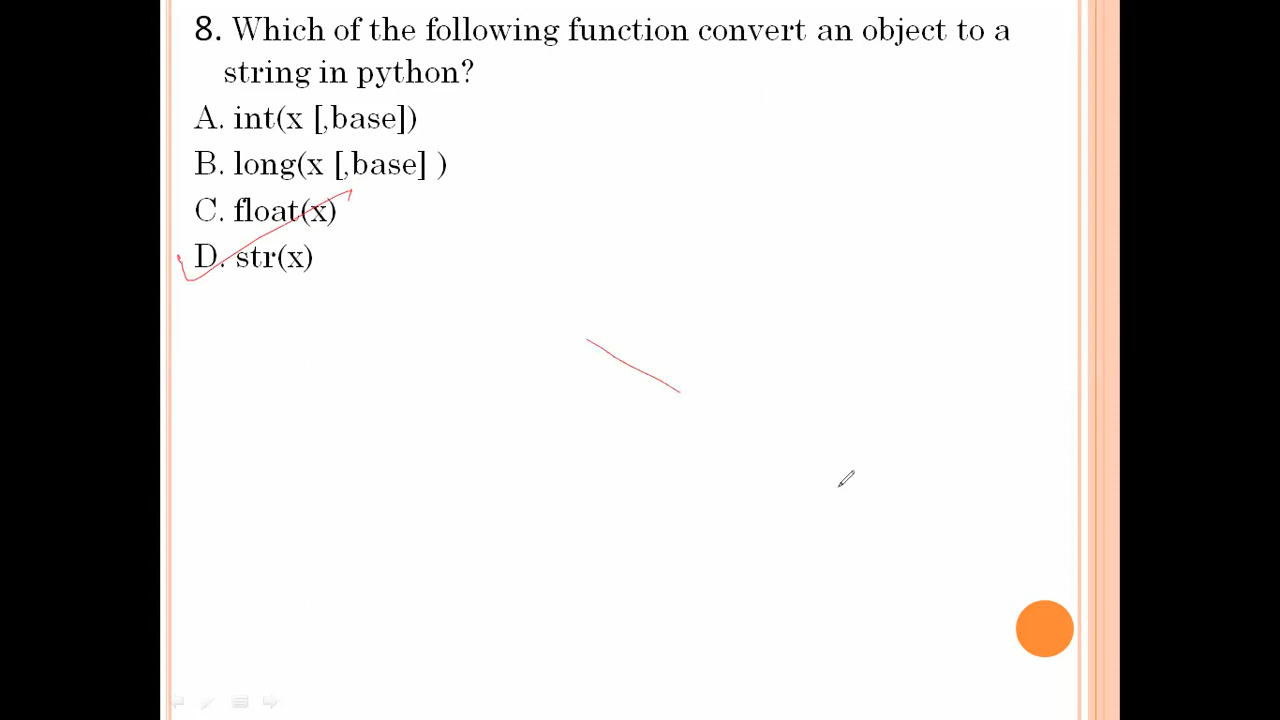 8. Which of the following function convert an object to a
string in python?
A. int(x [,base])
B. long(x [,base] )
C. float(x)
D. str(x)